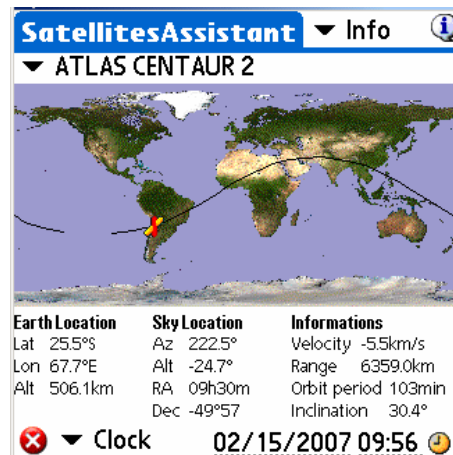 SatellitesAssistant Info
ATLAS CENTAUR 2
Earth Location Sky Location Informations
Lat 25.5°S Az 222.5° Velocity -5.5km/s
Lon 67.7°E Alt -24.7° Range 6359.0km
Alt 506.1km RA 09h30m Orbit period 103min
Dec -49°57 Inclination 30.4°
Clock 02/15/2007 09:56